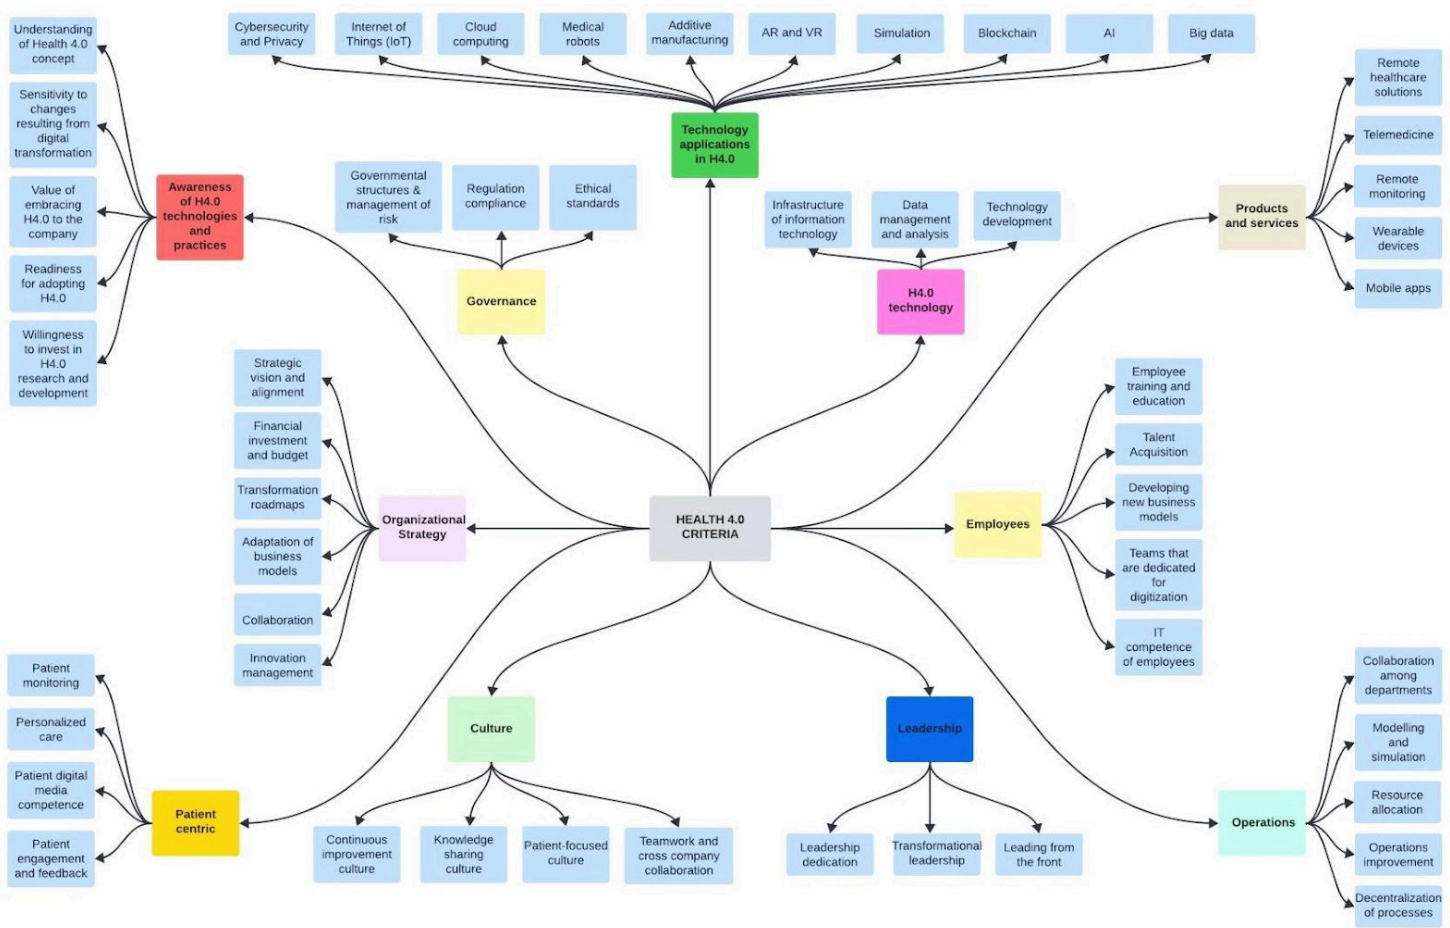 Cybersecurity
and Privacy
Internet of
Things (IoT)
Cloud
computing
Medical
robots
Additive
manufacturing
AR and VR
Simulation
Blockchain
AI
Big data
Technology
applications
in H4.0
Understanding
of Health 4.0
concept
Sensitivity to
changes
resulting from
digital
transformation
Value of
embracing
H4.0 to the
company
Readiness
for adopting
H4.0
Willingness
to invest in
H4.0
research and
development
Awareness
of H4.0
technologies
and
practices
Governmental
structures &
management of
risk
Regulation
compliance
Ethical
standards
Governance
Infrastructure
of information
technology
Data
management
and analysis
Technology
development
H4.0
technology
Products
and services
Remote
healthcare
solutions
Telemedicine
Remote
monitoring
Wearable
devices
Mobile apps
Strategic
vision and
alignment
Financial
investment
and budget
Transformation
roadmaps
Adaptation of
business
models
Collaboration
Innovation
management
Organizational
Strategy
HEALTH 4.0
CRITERIA
Employees
Employee
training and
education
Talent
Acquisition
Developing
new business
models
Teams that
are dedicated
for
digitization
IT
competence
of employees
Patient
monitoring
Personalized
care
Patient digital
media
competence
Patient
engagement
and feedback
Patient
centric
Culture
Continuous
improvement
culture
Knowledge
sharing
culture
Patient-focused
culture
Teamwork and
cross company
collaboration
Leadership
Leadership
dedication
Transformational
leadership
Leading from
the front
Operations
Collaboration
among
departments
Modelling
and
simulation
Resource
allocation
Operations
improvement
Decentralization
of processes